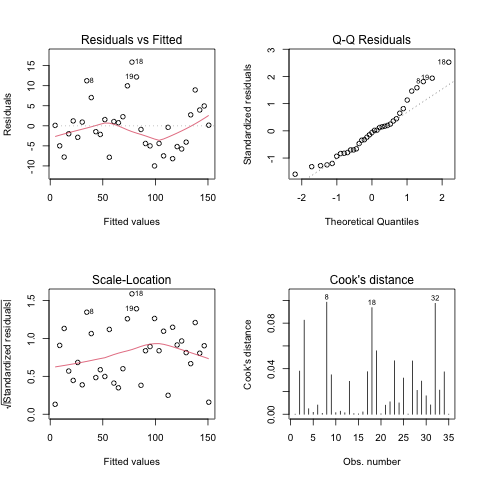 Residuals vs Fitted
Residuals
15
10
5
0
-5
-10
18
19
8
0 50 100 150
Fitted values
Q-Q Residuals
Standardized residuals
3
2
1
0
-1
18
8 19
-2 -1 0 1 2
Theoretical Quantiles
Scale-Location
√|Standardized residuals|
1.5
1.0
0.5
0.0
18
19
8
0 50 100 150
Fitted values
Cook's distance
Cook's distance
0.08
0.04
0.00
8 18 32
0 5 10 15 20 25 30 35
Obs. number